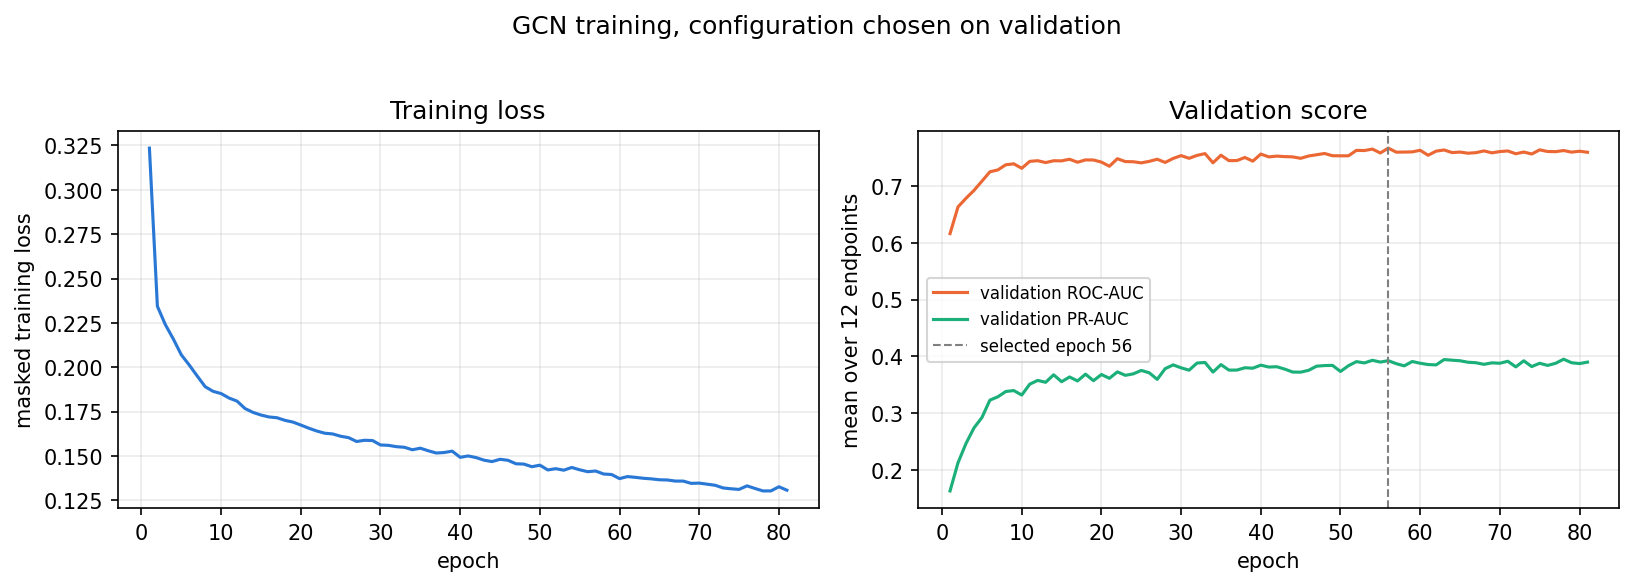 GCN training, configuration chosen on validation
Training loss
masked training loss
0.325
0.300
0.275
0.250
0.225
0.200
0.175
0.150
0.125
0 10 20 30 40 50 60 70 80
epoch
Validation score
mean over 12 endpoints
0.7
0.6
0.5
0.4
0.3
0.2
validation ROC-AUC
validation PR-AUC
selected epoch 56
0 10 20 30 40 50 60 70 80
epoch